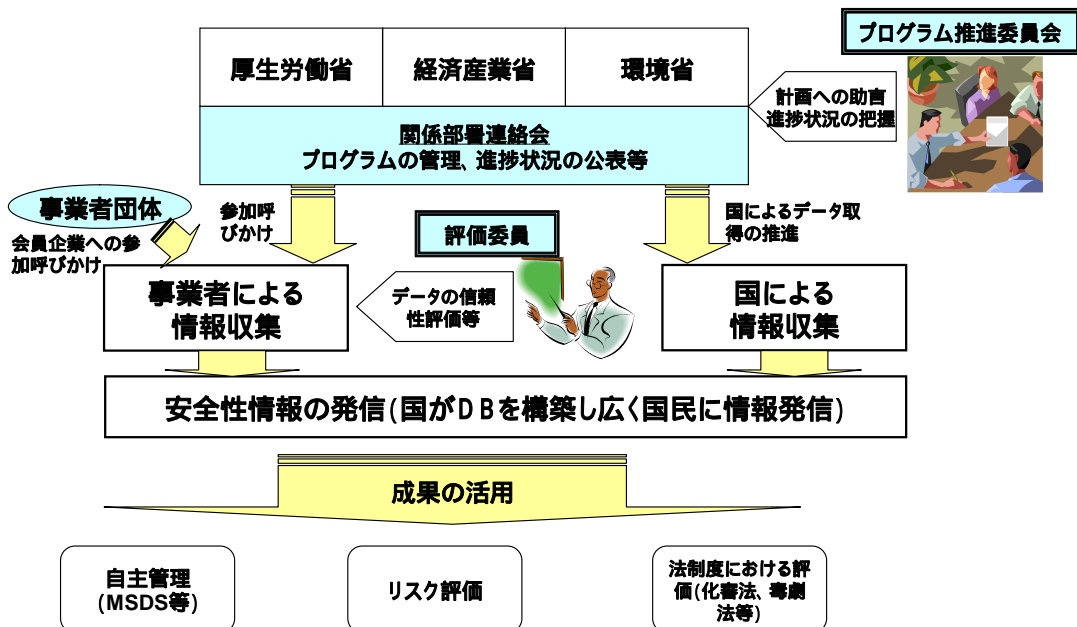 プログラム推進委員会
厚生労働省
経済産業省
環境省
計画への助言
進捗状況の把握
関係部署連絡会
プログラムの管理、進捗状況の公表等
事業者団体
会員企業への参
加呼びかけ
参加呼
びかけ
評価委員
国によるデータ取
得の推進
事業者による
情報収集
データの信頼
性評価等
国による
情報収集
安全性情報の発信(国がDBを構築し広く国民に情報発信)
成果の活用
自主管理
(MSDS等)
リスク評価
法制度における評
価(化審法、毒劇
法等)